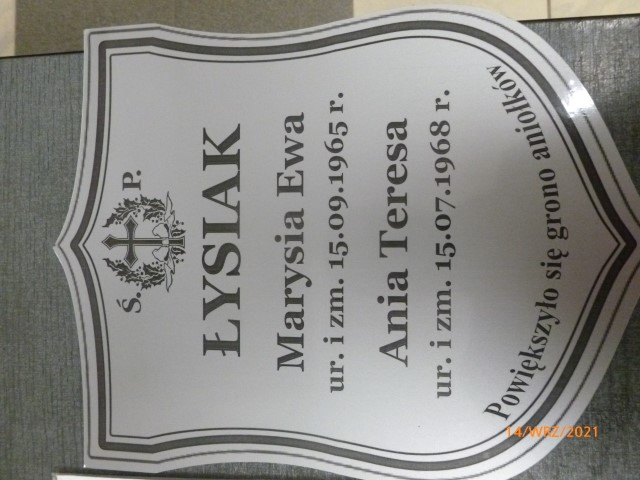 Ś. P.
ŁYSIAK
Marysia Ewa
ur. i zm. 15.09.1965 r.
Ania Teresa
ur. i zm. 15.07.1968 r.
Powiększyło się grono aniołków
14/WRZ/2021